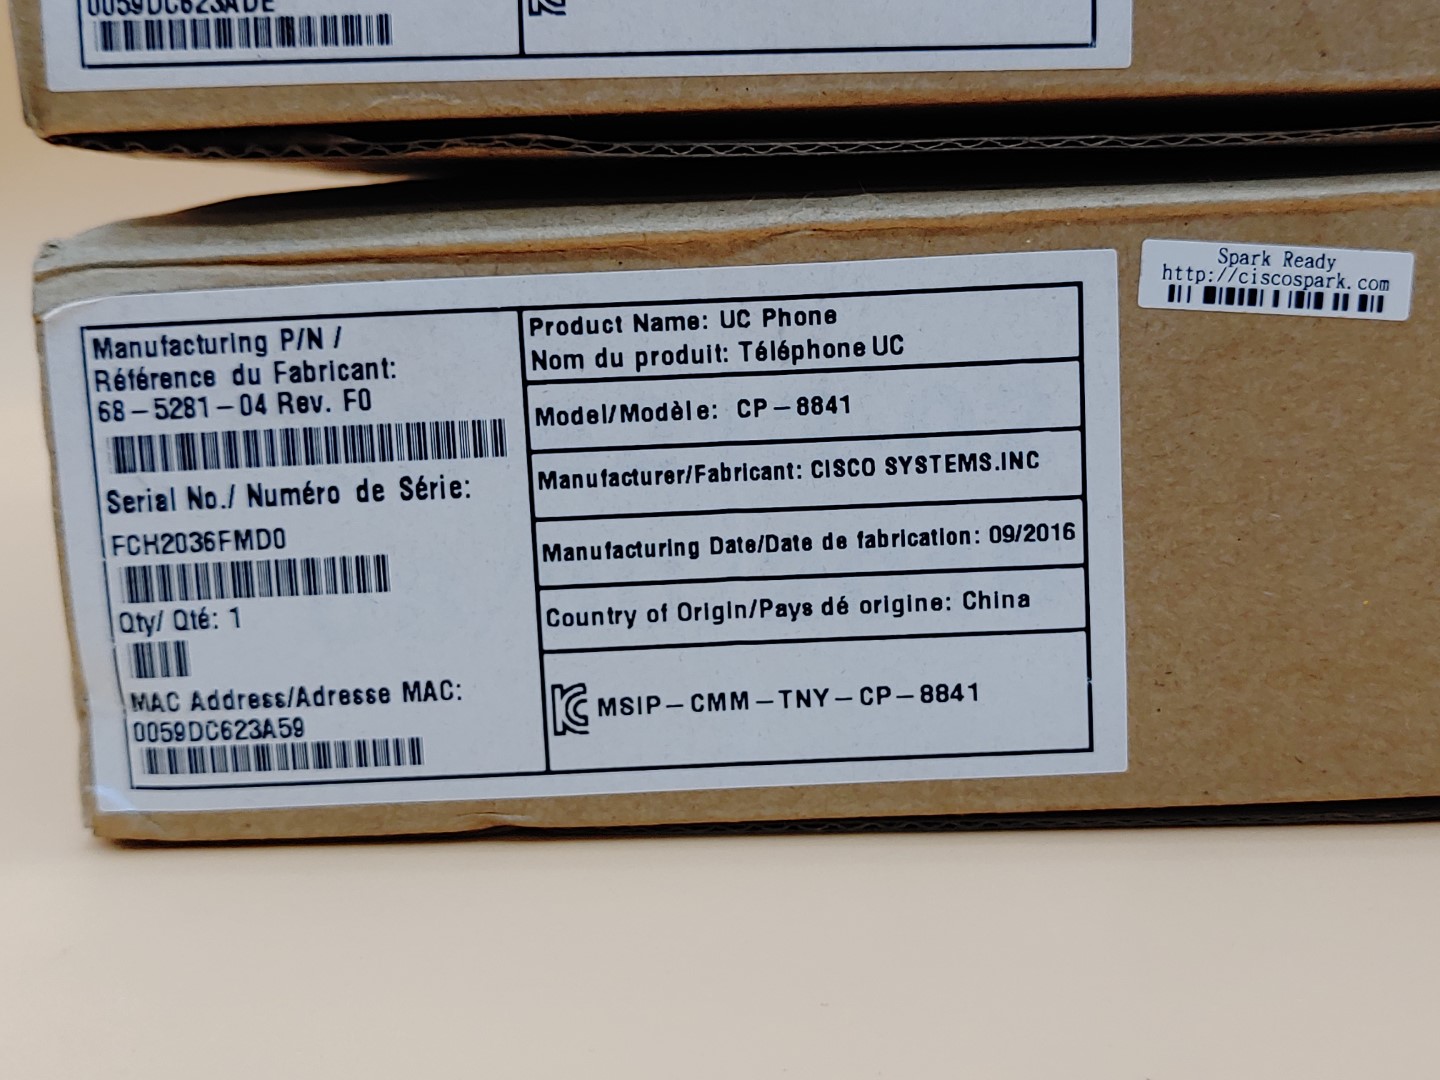 0059DC623ADE
Manufacturing P/N /
Référence du Fabricant:
68-5281-04 Rev. F0
Serial No./ Numéro de Série:
FCH2036FMD0
Qty/ Qté: 1
MAC Address/Adresse MAC:
0059DC623A59
Product Name: UC Phone
Nom du produit: Téléphone UC
Model/Modèle: CP-8841
Manufacturer/Fabricant: CISCO SYSTEMS.INC
Manufacturing Date/Date de fabrication: 09/2016
Country of Origin/Pays dé origine: China
MSIP-CMM-TNY-CP-8841
Spark Ready
http://ciscospark.com